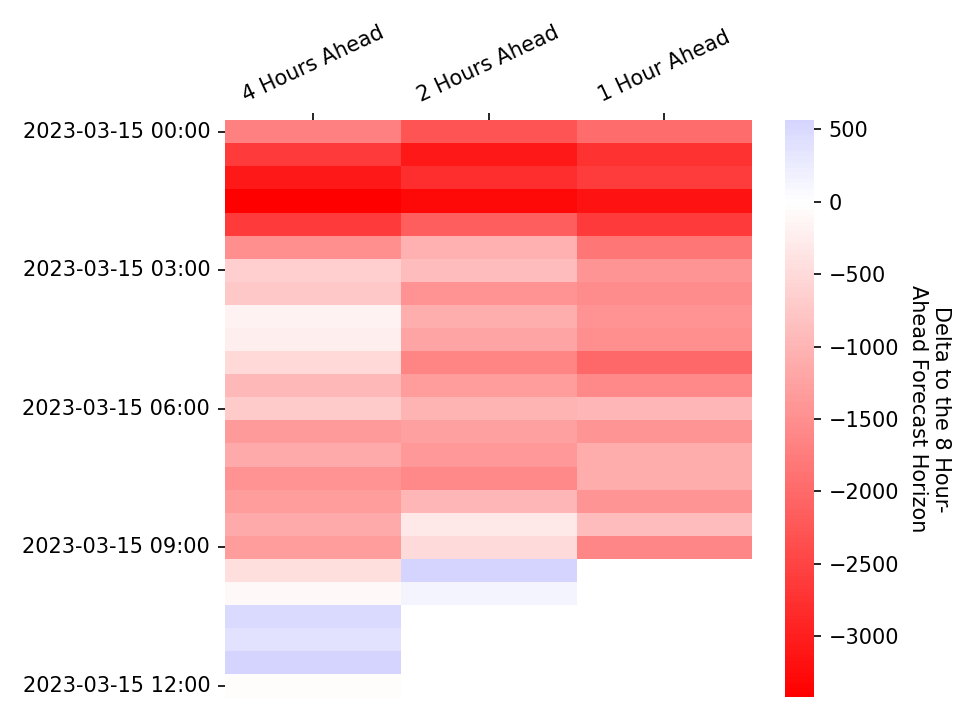 4 Hours Ahead
2 Hours Ahead
1 Hour Ahead
2023-03-15 00:00
2023-03-15 03:00
2023-03-15 06:00
2023-03-15 09:00
2023-03-15 12:00
500
0
−500
−1000
−1500
−2000
−2500
−3000
Delta to the 8 Hour-
Ahead Forecast Horizon